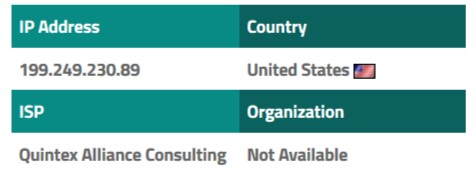 IP Address Country
199.249.230.89 United States
ISP Organization
Quintex Alliance Consulting Not Available